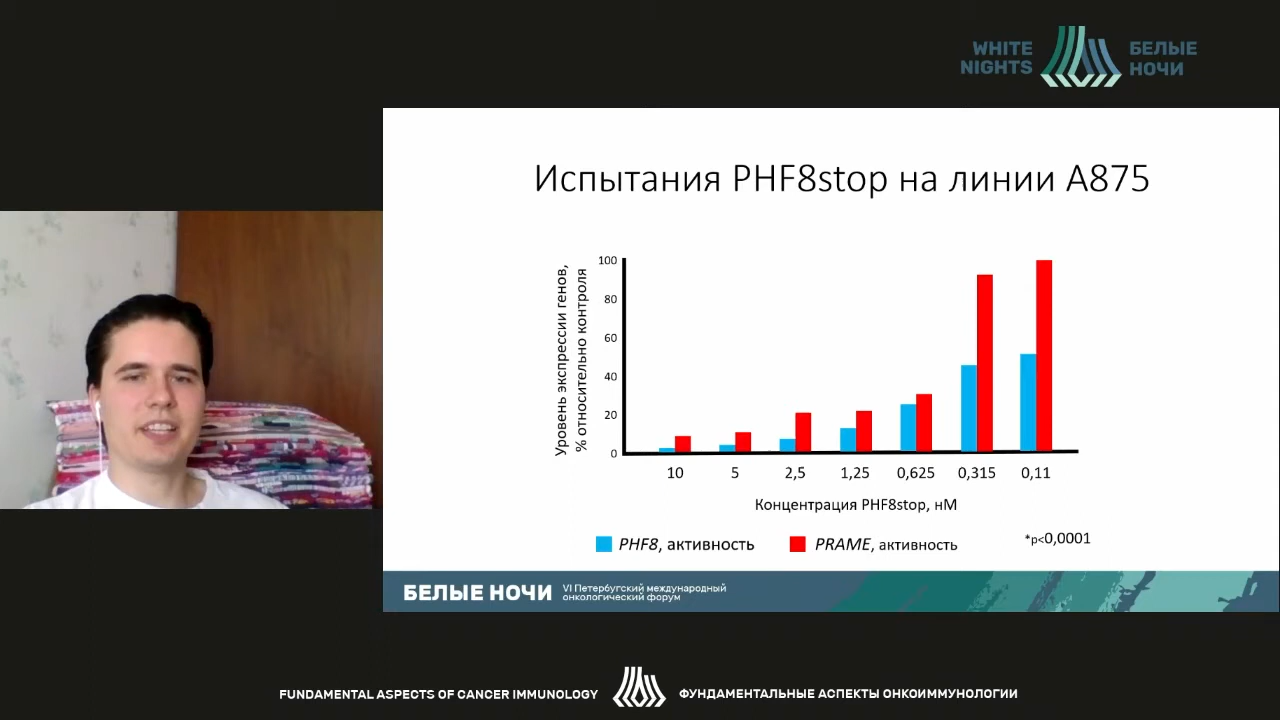 WHITE
NIGHTS
БЕЛЫЕ
НОЧИ
Испытания PHF8stop на линии A875
Уровень экспрессии генов,
% относительно контроля
100
80
60
40
20
0
10 5 2,5 1,25 0,625 0,315 0,11
Концентрация PHF8stop, нМ
PHF8, активность
PRAME, активность
*p<0,0001
БЕЛЫЕ НОЧИ
VI Петербугский международный
онкологический форум
FUNDAMENTAL ASPECTS OF CANCER IMMUNOLOGY
ФУНДАМЕНТАЛЬНЫЕ АСПЕКТЫ ОНКОИММУНОЛОГИИ